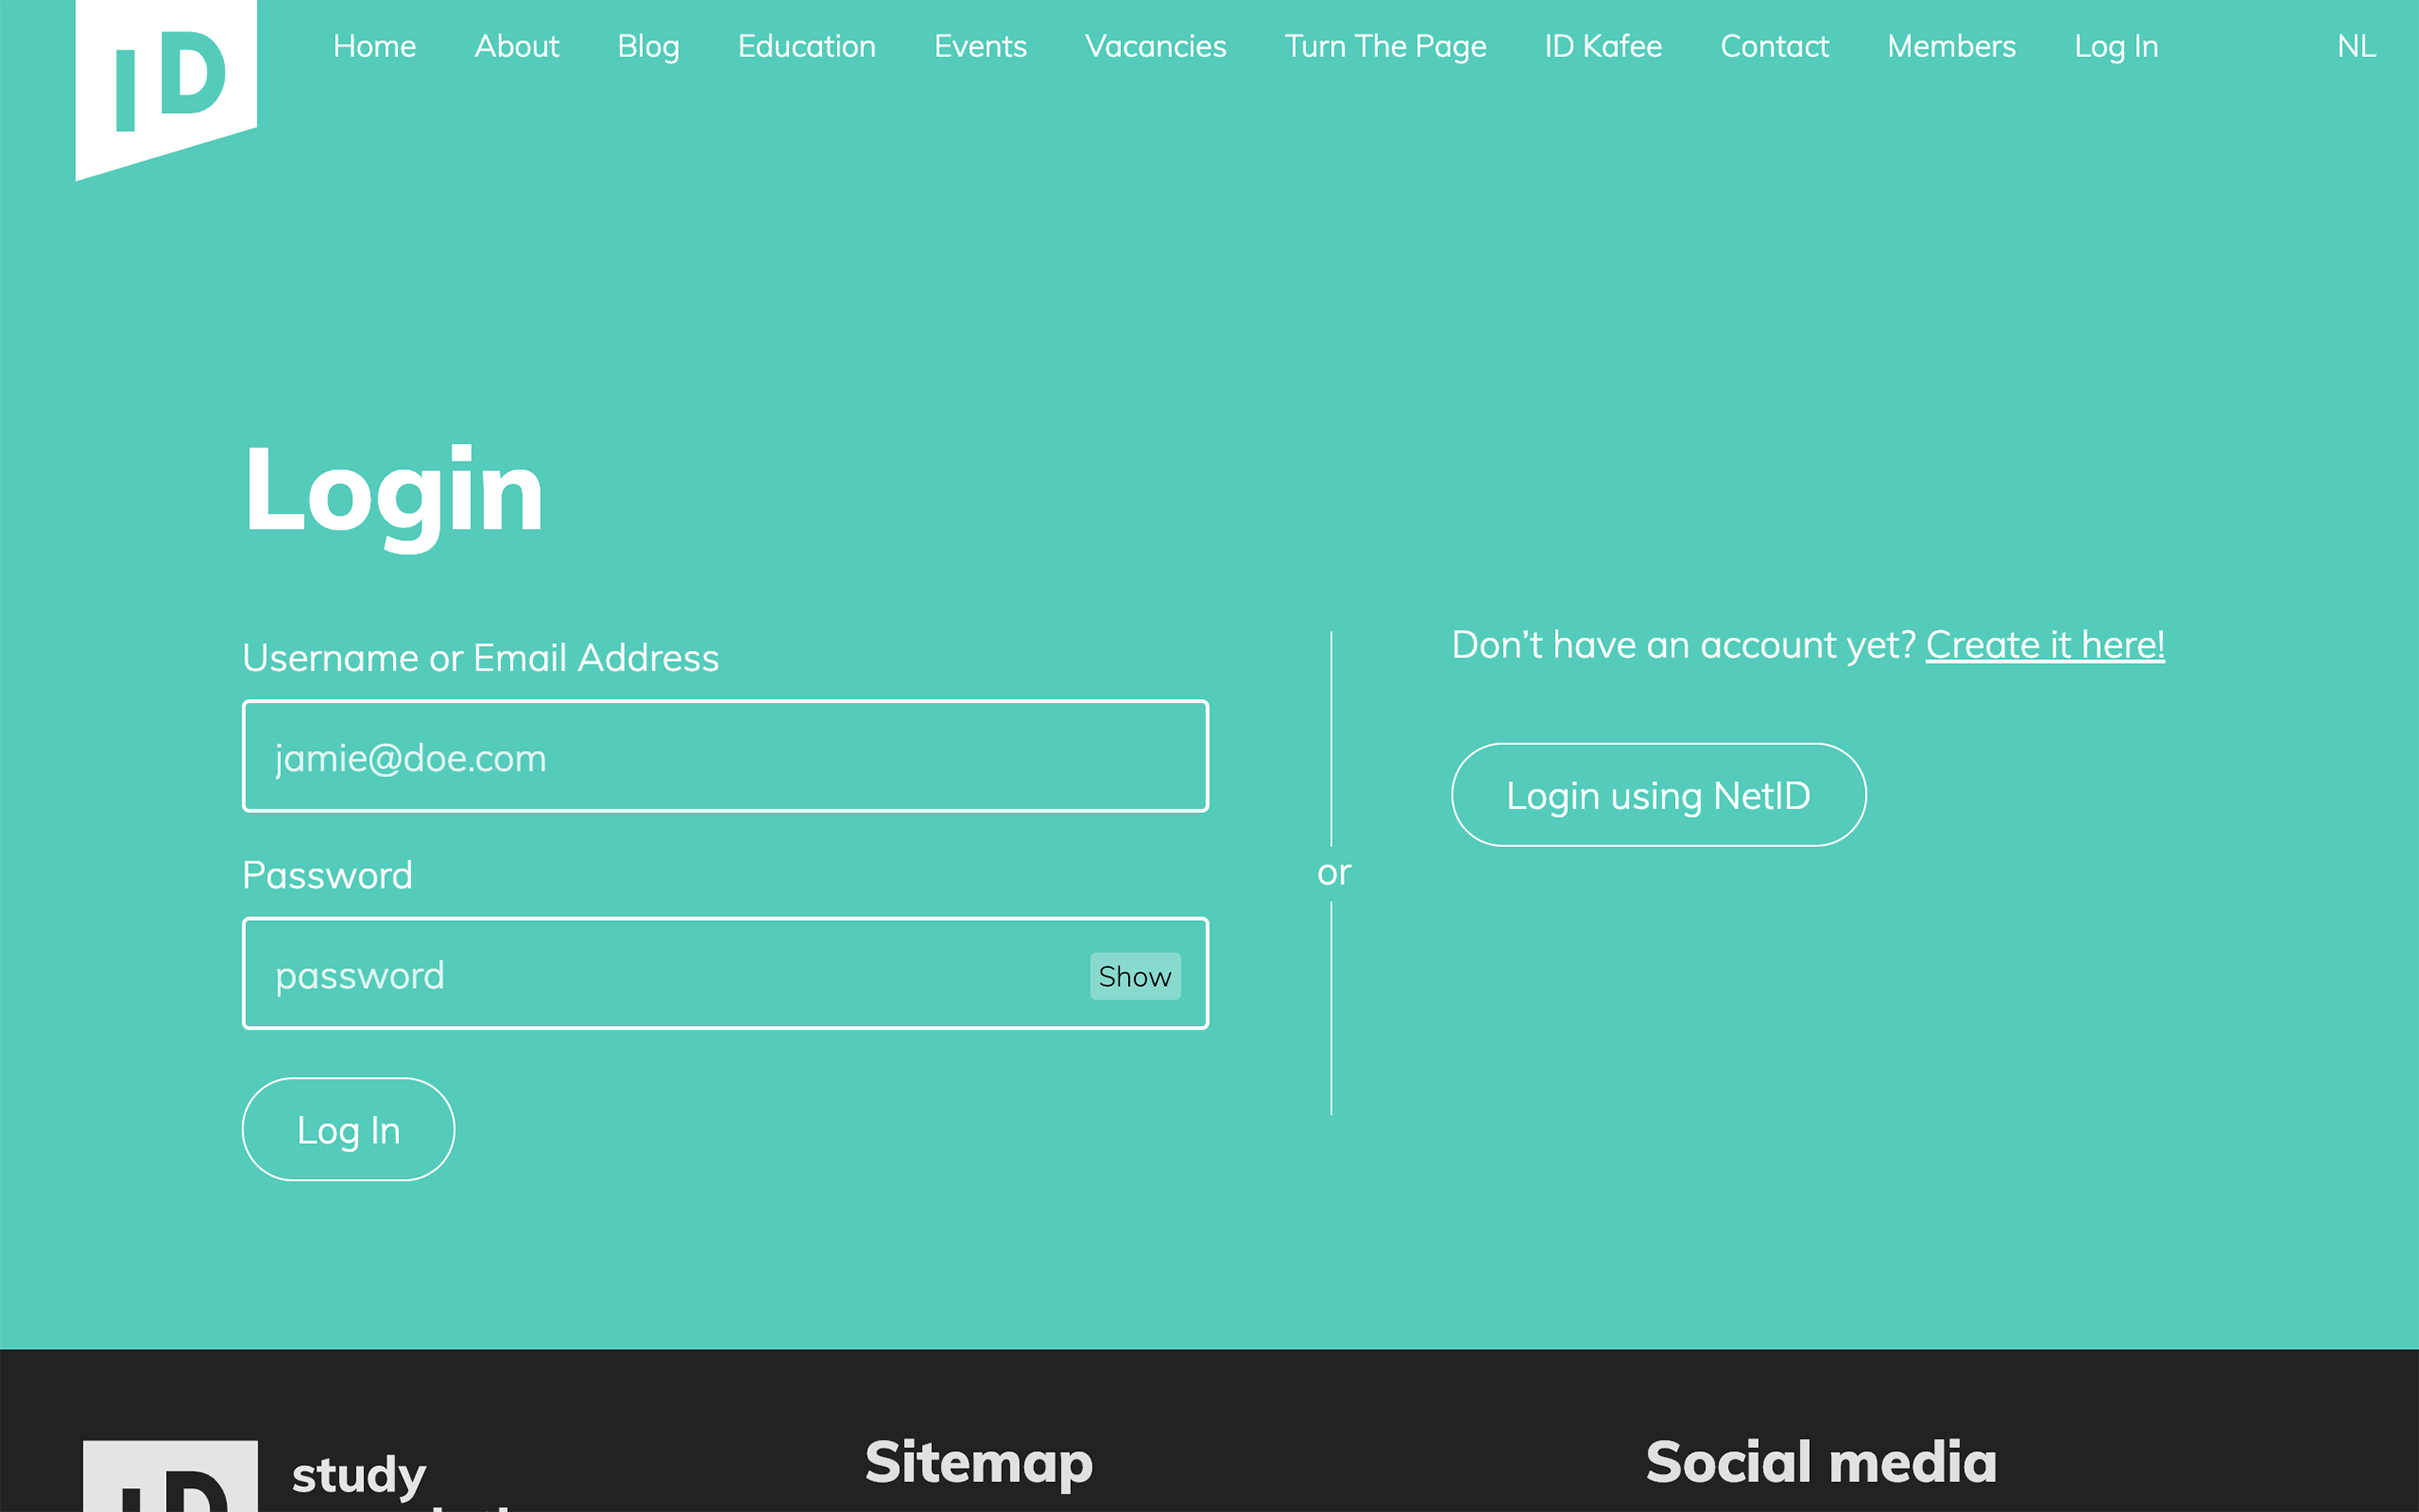 ID
Home About Blog Education Events Vacancies Turn The Page ID Kafee Contact Members Log In NL
Login
Username or Email Address
jamie@doe.com
Password
password Show
Log In
or
Don’t have an account yet? Create it here!
Login using NetID
ID
study
Sitemap
Social media